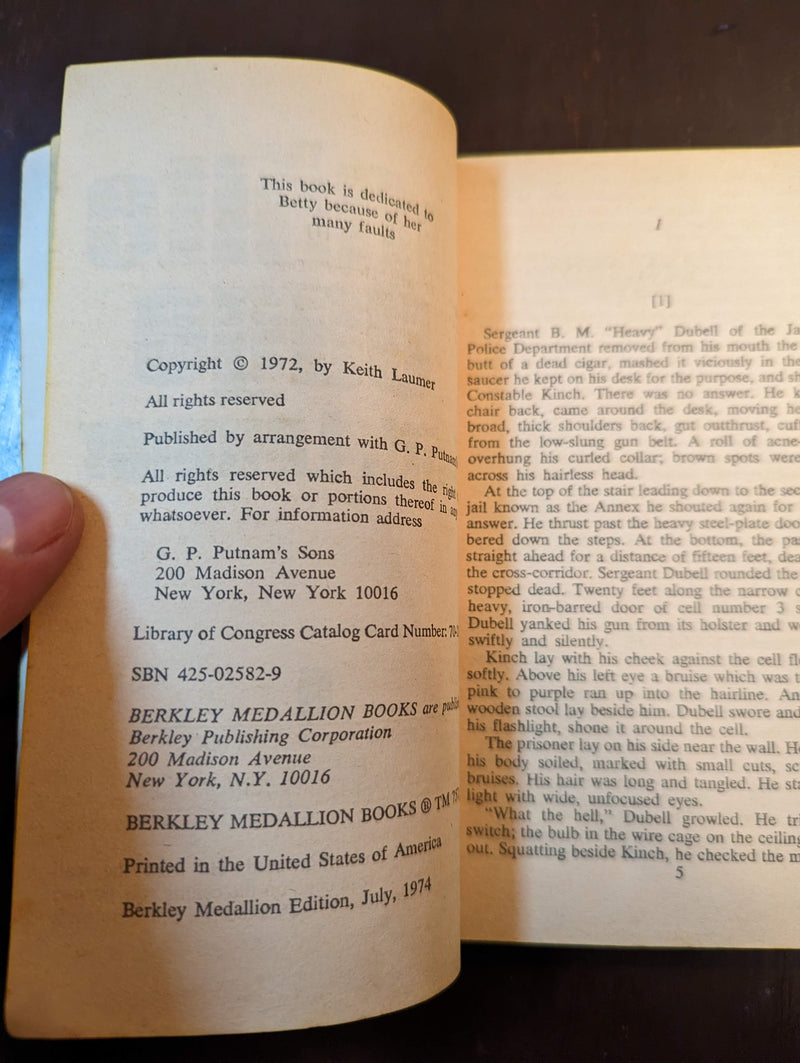 This book is dedicated to
Betty because of her
many faults
Copyright © 1972, by Keith Laumer
All rights reserved
Published by arrangement with G. P. Putnam
All rights reserved which includes the right
produce this book or portions thereof in any
whatsoever. For information address
G. P. Putnam's Sons
200 Madison Avenue
New York, New York 10016
Library of Congress Catalog Card Number: 70-
SBN 425-02582-9
BERKLEY MEDALLION BOOKS are
Berkley Publishing Corporation
200 Madison Avenue
New York, N.Y. 10016
BERKLEY MEDALLION BOOKS ® TM
Printed in the United States of America
Berkley Medallion Edition, July, 1974
1
[1]
Sergeant B. M. "Heavy" Dubell of the Ja
Police Department removed from his mouth the
butt of a dead cigar, mashed it viciously in the
saucer he kept on his desk for the purpose, and sh
Constable Kinch. There was no answer. He k
chair back, came around the desk, moving he
broad, thick shoulders back, gut outthrust, cuf
from the low-slung gun belt. A roll of acne-
overhung his curled collar; brown spots were
across his hairless head.
At the top of the stair leading down to the sec
jail known as the Annex he shouted again for
answer. He thrust past the heavy steel-plate doo
bered down the steps. At the bottom, the pa
straight ahead for a distance of fifteen feet, dea
the cross-corridor. Sergeant Dubell rounded the
stopped dead. Twenty feet along the narrow c
heavy, iron-barred door of cell number 3 s
Dubell yanked his gun from its holster and w
swiftly and silently.
Kinch lay with his cheek against the cell fl
softly. Above his left eye a bruise which was t
pink to purple ran up into the hairline. An
wooden stool lay beside him. Dubell swore and
his flashlight, shone it around the cell.
The prisoner lay on his side near the wall. H
his body soiled, marked with small cuts, sc
bruises. His hair was long and tangled. He sta
light with wide, unfocused eyes.
"What the hell," Dubell growled. He tr
switch; the bulb in the wire cage on the ceiling
out. Squatting beside Kinch, he checked the m
5